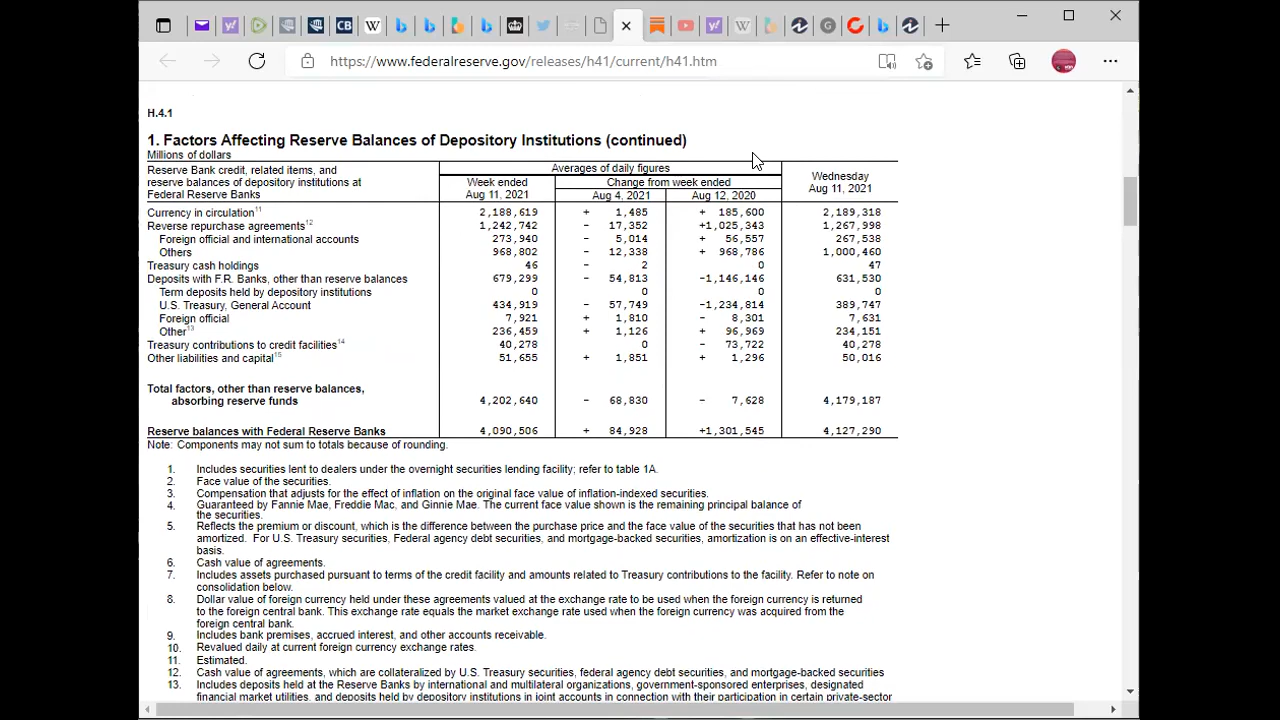 CB
W
W
G
https://www.federalreserve.gov/releases/h41/current/h41.htm
H.4.1
1. Factors Affecting Reserve Balances of Depository Institutions (continued)
Millions of dollars
Reserve Bank credit, related items, and reserve balances of depository institutions at Federal Reserve Banks
Averages of daily figures
Wednesday Aug 11, 2021
Week ended Aug 11, 2021
Change from week ended
Aug 4, 2021 Aug 12, 2020
Currency in circulation11 2,188,619 + 1,485 + 185,600 2,189,318
Reverse repurchase agreements12 1,242,742 - 17,352 +1,025,343 1,267,998
Foreign official and international accounts 273,940 - 5,014 + 56,557 267,538
Others 968,802 - 12,338 + 968,786 1,000,460
Treasury cash holdings 46 - 2 0 47
Deposits with F.R. Banks, other than reserve balances 679,299 - 54,813 -1,146,146 631,530
Term deposits held by depository institutions 0 0 0 0
U.S. Treasury, General Account 434,919 - 57,749 -1,234,814 389,747
Foreign official 7,921 + 1,810 - 8,301 7,631
Other13 236,459 + 1,126 + 96,969 234,151
Treasury contributions to credit facilities14 40,278 0 - 73,722 40,278
Other liabilities and capital15 51,655 + 1,851 + 1,296 50,016
Total factors, other than reserve balances,
absorbing reserve funds 4,202,640 - 68,830 - 7,628 4,179,187
Reserve balances with Federal Reserve Banks 4,090,506 + 84,928 +1,301,545 4,127,290
Note: Components may not sum to totals because of rounding.
1. Includes securities lent to dealers under the overnight securities lending facility; refer to table 1A.
2. Face value of the securities.
3. Compensation that adjusts for the effect of inflation on the original face value of inflation-indexed securities.
4. Guaranteed by Fannie Mae, Freddie Mac, and Ginnie Mae. The current face value shown is the remaining principal balance of
the securities.
5. Reflects the premium or discount, which is the difference between the purchase price and the face value of the securities that has not been
amortized. For U.S. Treasury securities, Federal agency debt securities, and mortgage-backed securities, amortization is on an effective-interest
basis.
6. Cash value of agreements.
7. Includes assets purchased pursuant to terms of the credit facility and amounts related to Treasury contributions to the facility. Refer to note on
consolidation below.
8. Dollar value of foreign currency held under these agreements valued at the exchange rate to be used when the foreign currency is returned
to the foreign central bank. This exchange rate equals the market exchange rate used when the foreign currency was acquired from the
foreign central bank.
9. Includes bank premises, accrued interest, and other accounts receivable.
10. Revalued daily at current foreign currency exchange rates.
11. Estimated.
12. Cash value of agreements, which are collateralized by U.S. Treasury securities, federal agency debt securities, and mortgage-backed securities
13. Includes deposits held at the Reserve Banks by international and multilateral organizations, government-sponsored enterprises, designated
financial market utilities, and deposits held by depository institutions in joint accounts in connection with their participation in certain private-sector